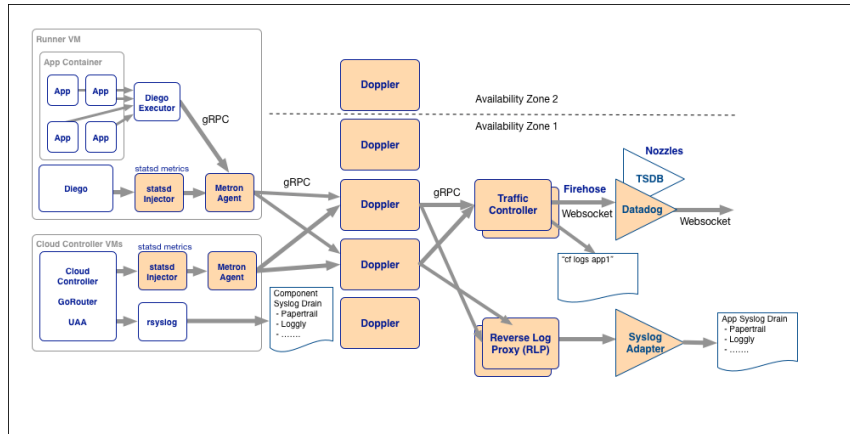 Runner VM
App Container
App
App
App
App
Diego
Executor
gRPC
statsd metrics
Diego
statsd
Injector
Metron
Agent
gRPC
Cloud Controller VMs
statsd metrics
Cloud
Controller
GoRouter
UAA
statsd
Injector
Metron
Agent
rsyslog
Component
Syslog Drain
- Papertrail
- Loggly
- .......
Doppler
Availability Zone 2
Availability Zone 1
Doppler
Doppler
Doppler
Doppler
gRPC
Traffic
Controller
Firehose
Websocket
Nozzles
TSDB
Datadog
Websocket
"cf logs app1"
Reverse Log
Proxy (RLP)
Syslog
Adapter
App Syslog Drain
- Papertrail
- Loggly
- .......